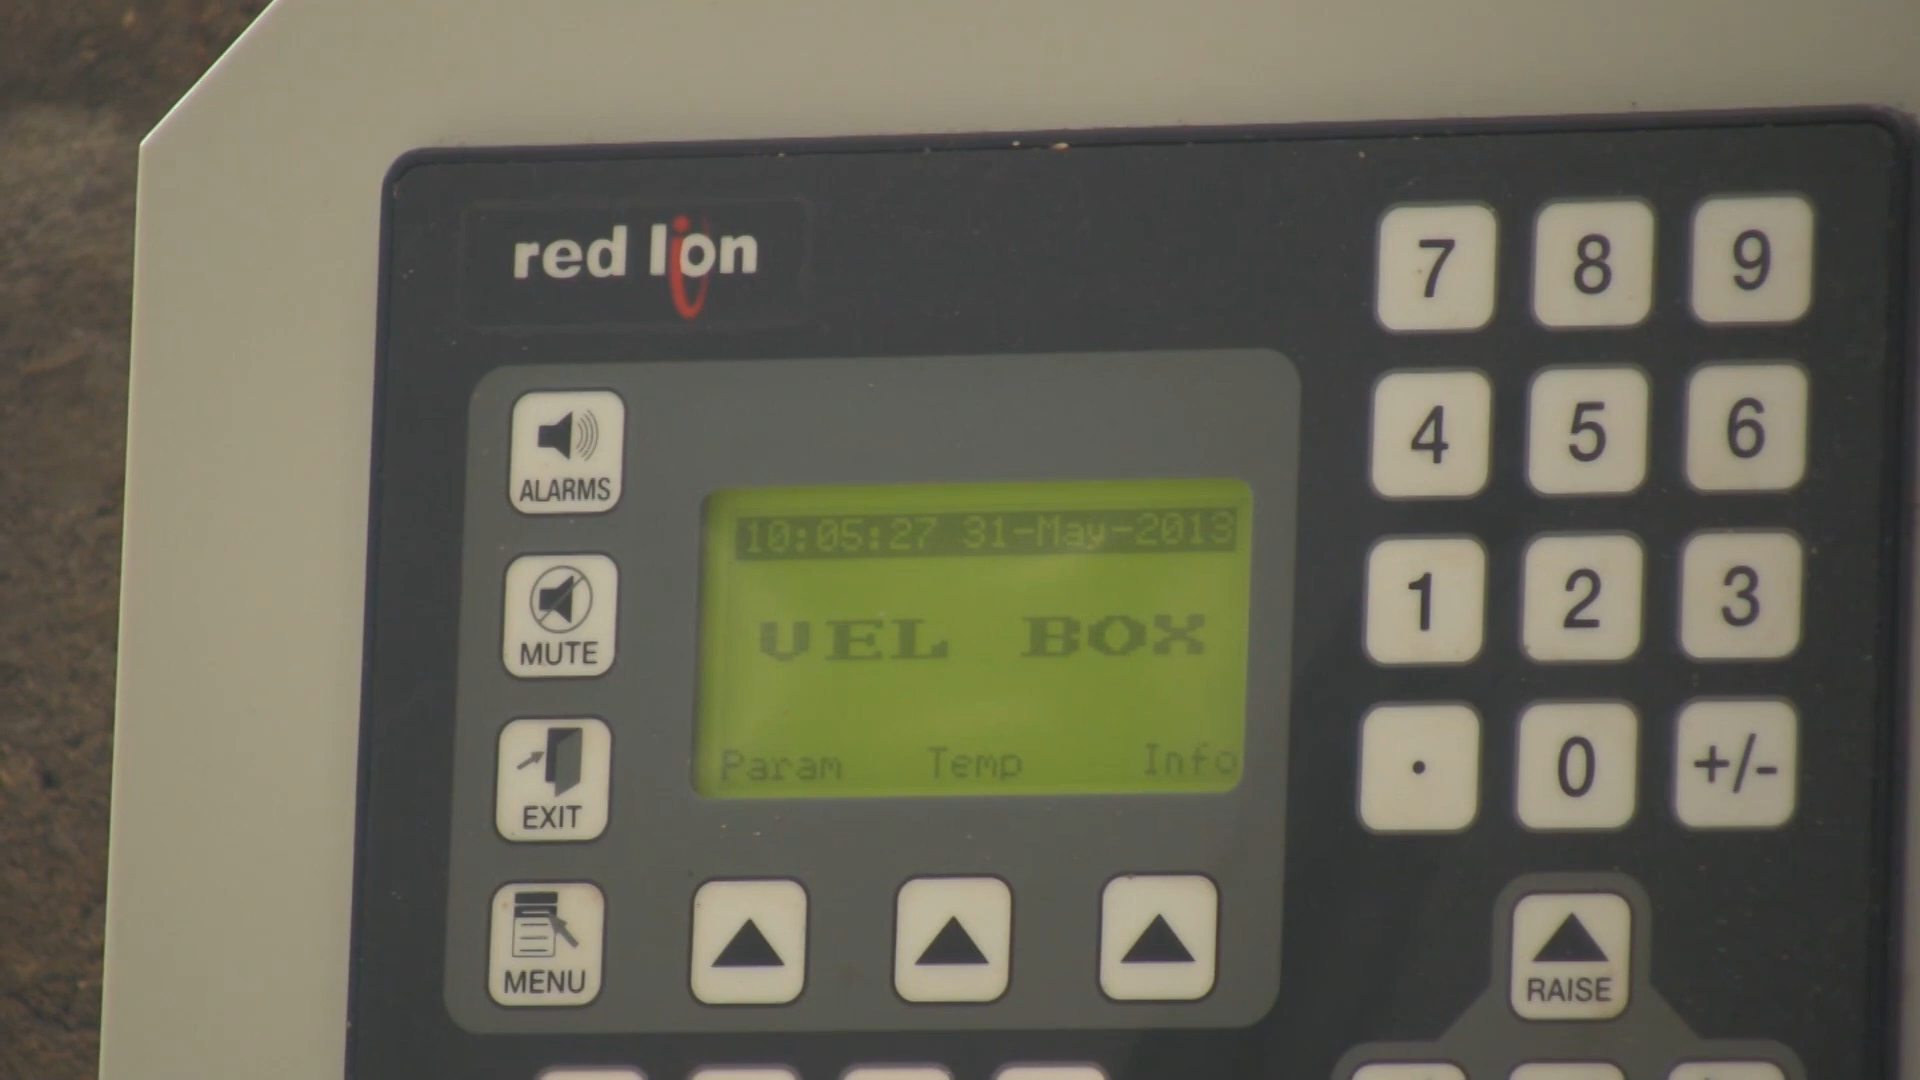 red lion
7 8 9
ALARMS
4 5 6
10:05:27 31-May-2013
MUTE
1 2 3
VEL BOX
EXIT
Param Temp Info
. 0 +/-
MENU
RAISE